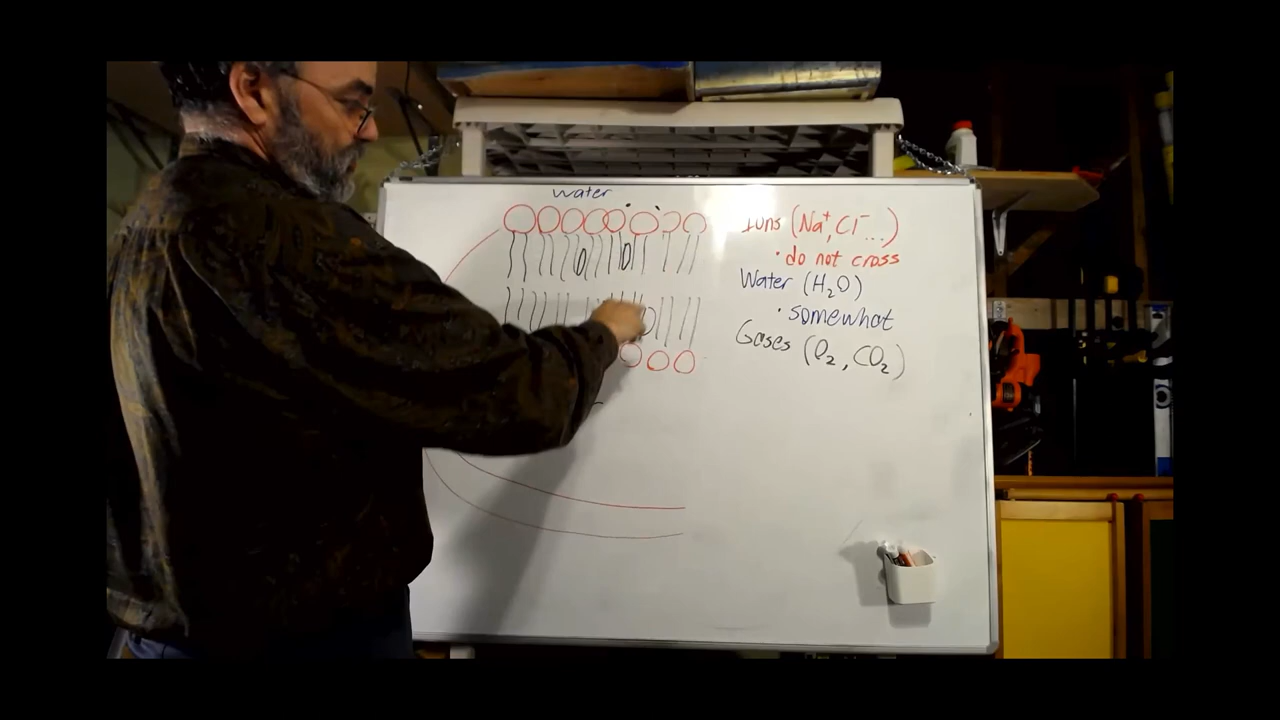 water
Ions (Na⁺, Cl⁻...)
· do not cross
Water (H₂O)
· somewhat
Gases (O₂, CO₂)